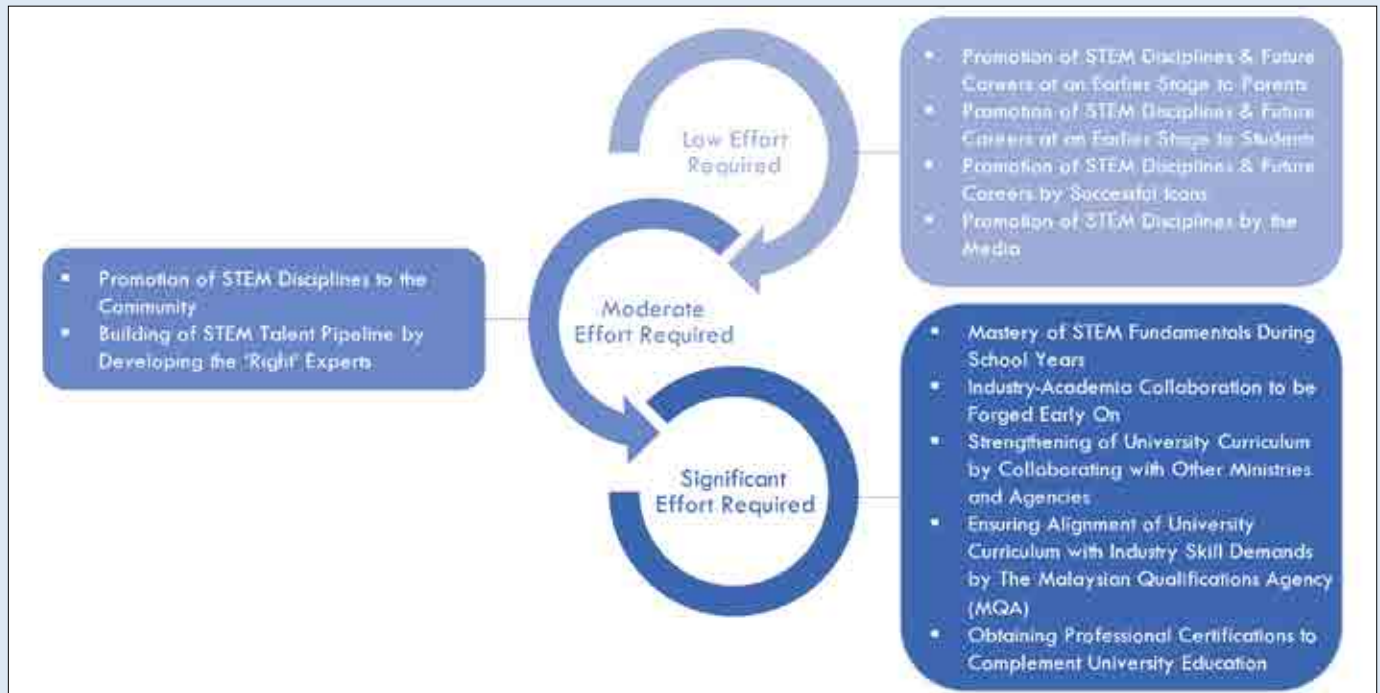 Low Effort
Required
Promotion of STEM Disciplines & Future
Careers at an Earlier Stage to Parents
Promotion of STEM Disciplines & Future
Careers at an Earlier Stage to Students
Promotion of STEM Disciplines & Future
Careers by Successful Icons
Promotion of STEM Disciplines by the
Media
Moderate
Effort Required
Promotion of STEM Disciplines to the
Community
Building of STEM Talent Pipeline by
Developing the 'Right' Experts
Significant
Effort Required
Mastery of STEM Fundamentals During
School Years
Industry-Academia Collaboration to be
Forged Early On
Strengthening of University Curriculum
by Collaborating with Other Ministries
and Agencies
Ensuring Alignment of University
Curriculum with Industry Skill Demands
by The Malaysian Qualifications Agency
(MQA)
Obtaining Professional Certifications to
Complement University Education